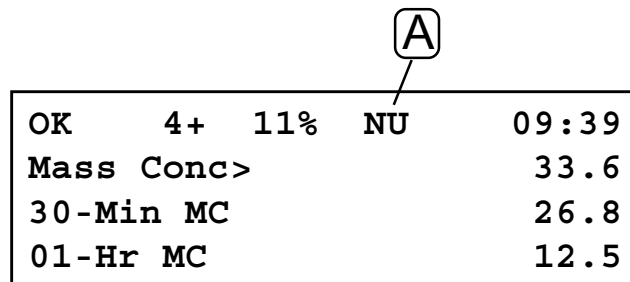 A
OK 4+ 11% NU 09:39
Mass Conc> 33.6
30-Min MC 26.8
01-Hr MC 12.5